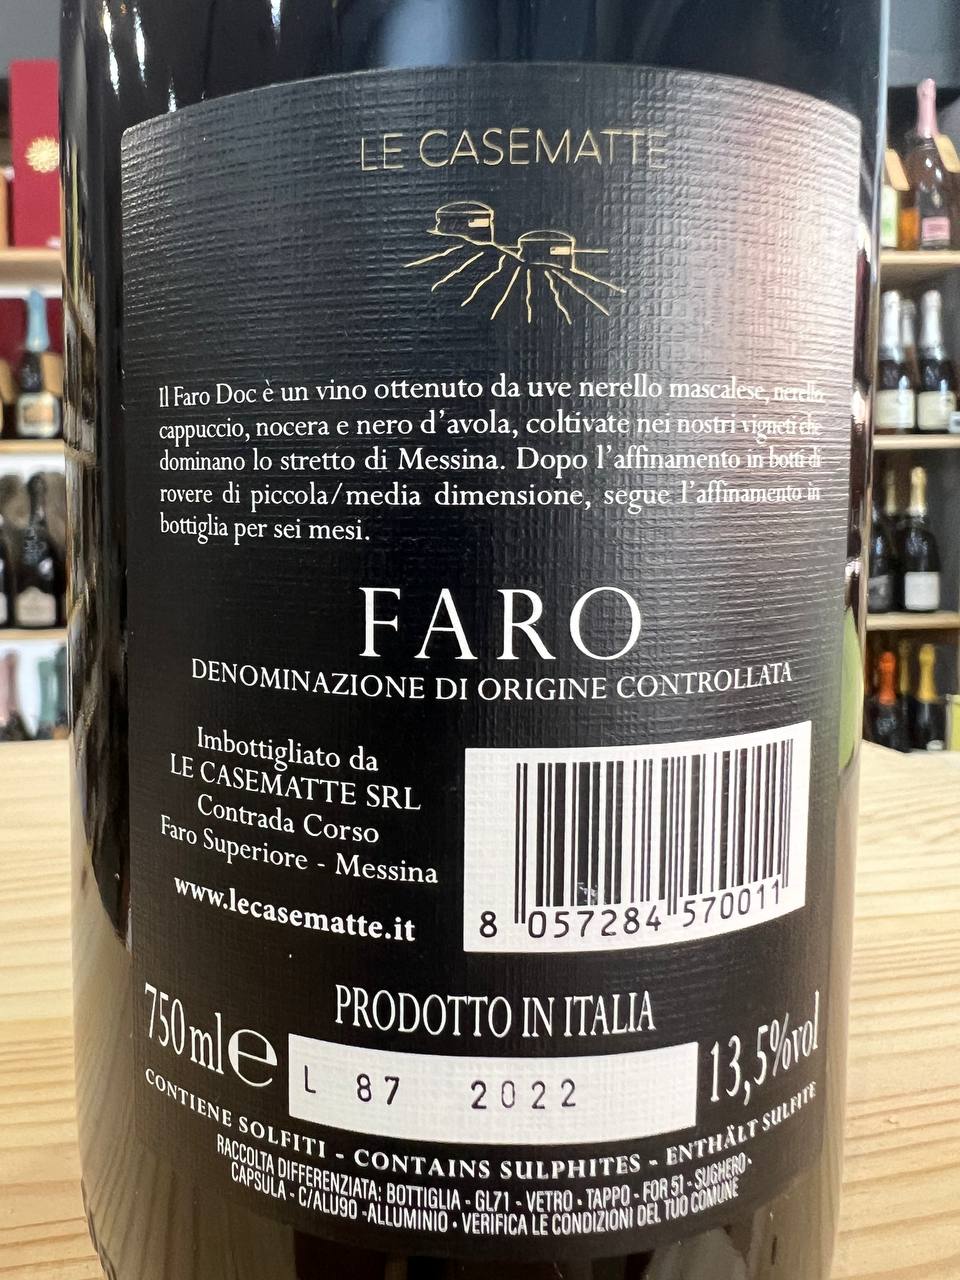 LE CASEMATTE
Il Faro Doc è un vino ottenuto da uve nerello mascalese, nerello
cappuccio, nocera e nero d'avola, coltivate nei nostri vigneti che
dominano lo stretto di Messina. Dopo l'affinamento in botti di
rovere di piccola/media dimensione, segue l'affinamento in
bottiglia per sei mesi.
FARO
DENOMINAZIONE DI ORIGINE CONTROLLATA
Imbottigliato da
LE CASEMATTE SRL
Contrada Corso
Faro Superiore - Messina
www.lecasematte.it
8 057284 570011
PRODOTTO IN ITALIA
750 ml e
L 87 2022
13,5%vol
CONTIENE SOLFITI - CONTAINS SULPHITES - ENTHÄLT SULFITE
RACCOLTA DIFFERENZIATA: BOTTIGLIA - GL71 - VETRO • TAPPO - FOR 51 - SUGHERO •
CAPSULA - C/ALU90 -ALLUMINIO • VERIFICA LE CONDIZIONI DEL TUO COMUNE